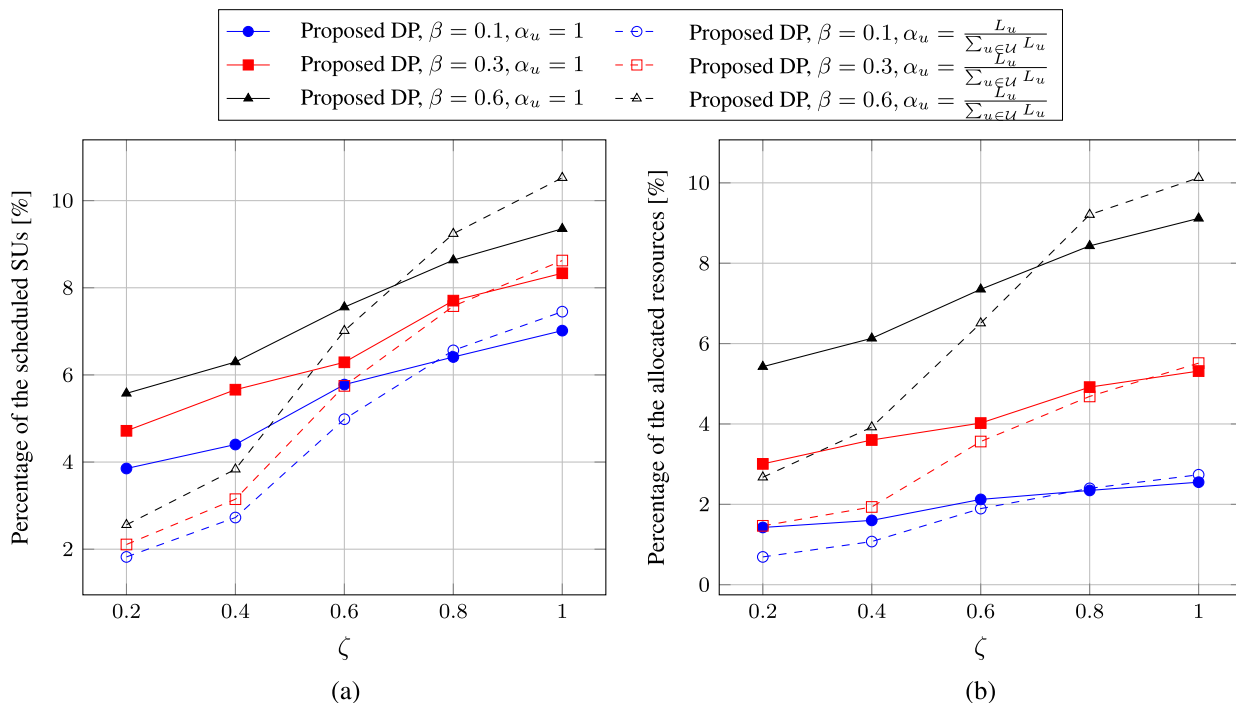 Proposed DP, β = 0.1, α_u = 1
Proposed DP, β = 0.1, α_u = L_u / ∑_{u∈𝒰} L_u
Proposed DP, β = 0.3, α_u = 1
Proposed DP, β = 0.3, α_u = L_u / ∑_{u∈𝒰} L_u
Proposed DP, β = 0.6, α_u = 1
Proposed DP, β = 0.6, α_u = L_u / ∑_{u∈𝒰} L_u
Percentage of the scheduled SUs [%]
10
8
6
4
2
0.2 0.4 0.6 0.8 1
ζ
(a)
Percentage of the allocated resources [%]
10
8
6
4
2
0
0.2 0.4 0.6 0.8 1
ζ
(b)